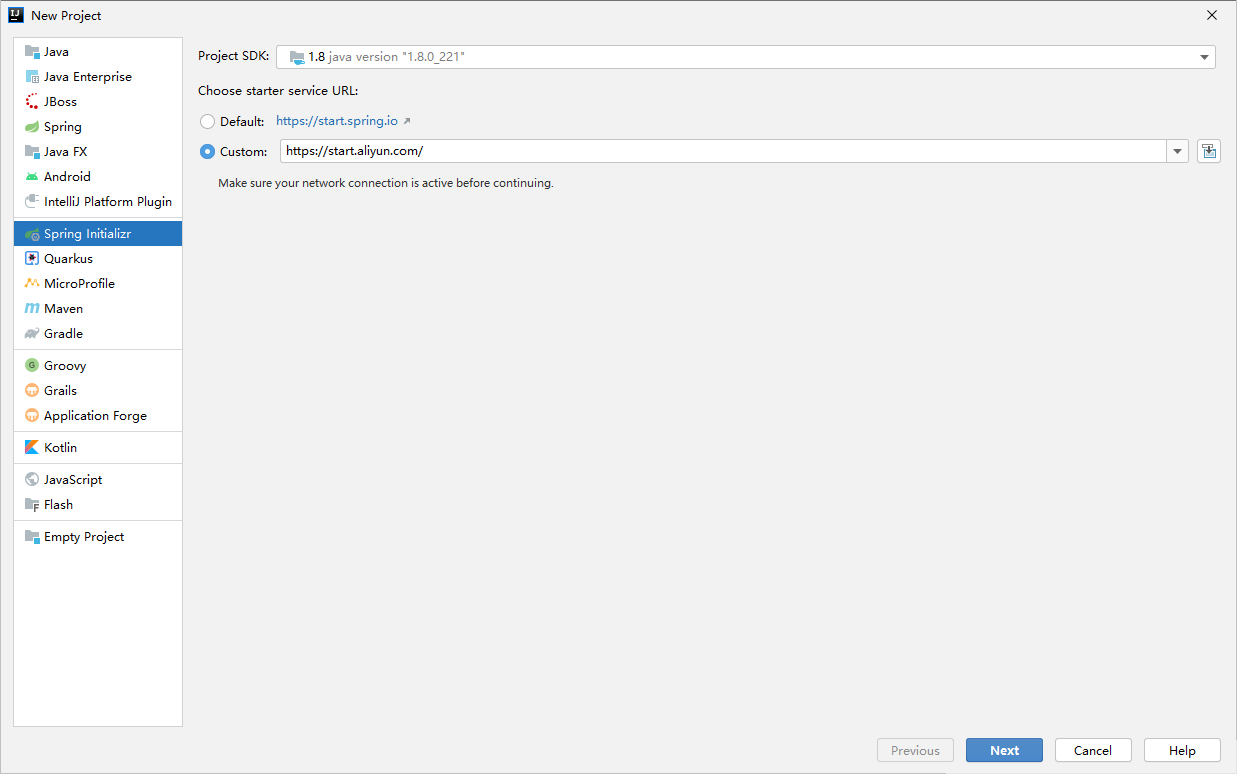 New Project
Java
Java Enterprise
JBoss
Spring
Java FX
Android
IntelliJ Platform Plugin
Spring Initializr
Quarkus
MicroProfile
Maven
Gradle
Groovy
Grails
Application Forge
Kotlin
JavaScript
Flash
Empty Project
Project SDK: 1.8 java version "1.8.0_221"
Choose starter service URL:
Default: https://start.spring.io
Custom: https://start.aliyun.com/
Make sure your network connection is active before continuing.
Previous Next Cancel Help